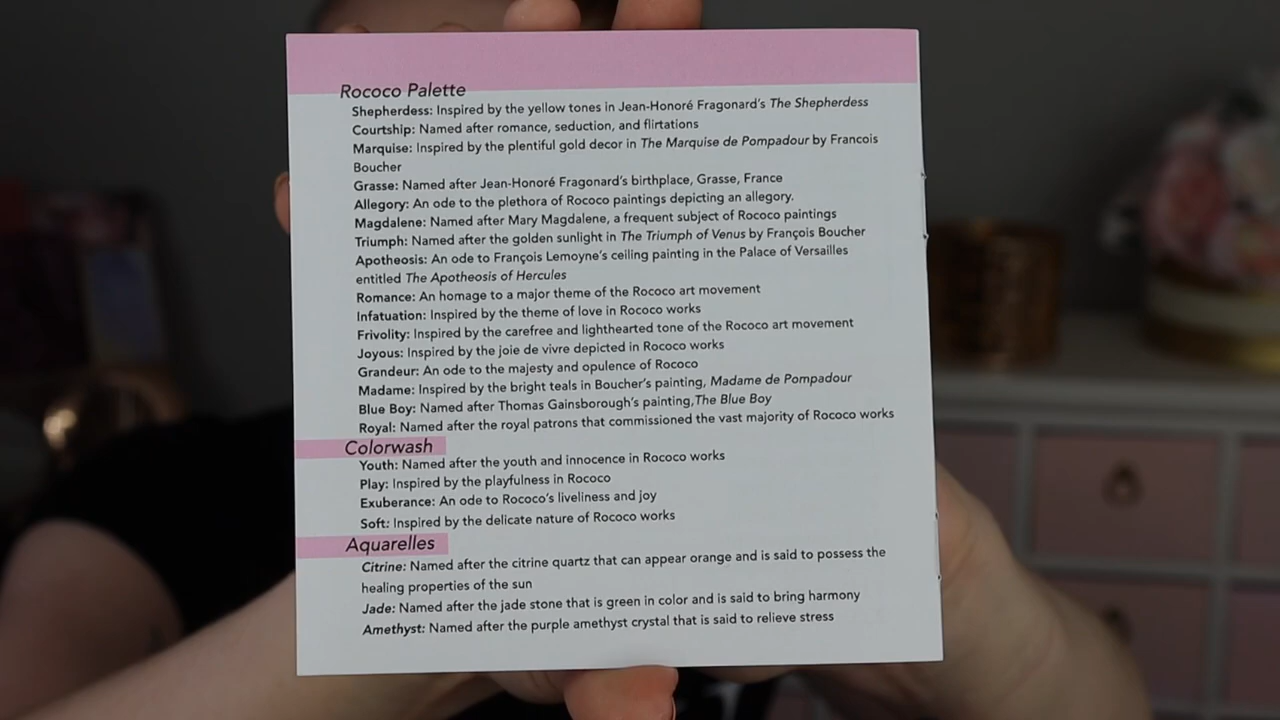 Rococo Palette
Shepherdess: Inspired by the yellow tones in Jean-Honoré Fragonard's The Shepherdess
Courtship: Named after romance, seduction, and flirtations
Marquise: Inspired by the plentiful gold decor in The Marquise de Pompadour by Francois
Boucher
Grasse: Named after Jean-Honoré Fragonard's birthplace, Grasse, France
Allegory: An ode to the plethora of Rococo paintings depicting an allegory.
Magdalene: Named after Mary Magdalene, a frequent subject of Rococo paintings
Triumph: Named after the golden sunlight in The Triumph of Venus by François Boucher
Apotheosis: An ode to François Lemoyne's ceiling painting in the Palace of Versailles
entitled The Apotheosis of Hercules
Romance: An homage to a major theme of the Rococo art movement
Infatuation: Inspired by the theme of love in Rococo works
Frivolity: Inspired by the carefree and lighthearted tone of the Rococo art movement
Joyous: Inspired by the joie de vivre depicted in Rococo works
Grandeur: An ode to the majesty and opulence of Rococo
Madame: Inspired by the bright teals in Boucher's painting, Madame de Pompadour
Blue Boy: Named after Thomas Gainsborough's painting,The Blue Boy
Royal: Named after the royal patrons that commissioned the vast majority of Rococo works
Colorwash
Youth: Named after the youth and innocence in Rococo works
Play: Inspired by the playfulness in Rococo
Exuberance: An ode to Rococo's liveliness and joy
Soft: Inspired by the delicate nature of Rococo works
Aquarelles
Citrine: Named after the citrine quartz that can appear orange and is said to possess the
healing properties of the sun
Jade: Named after the jade stone that is green in color and is said to bring harmony
Amethyst: Named after the purple amethyst crystal that is said to relieve stress